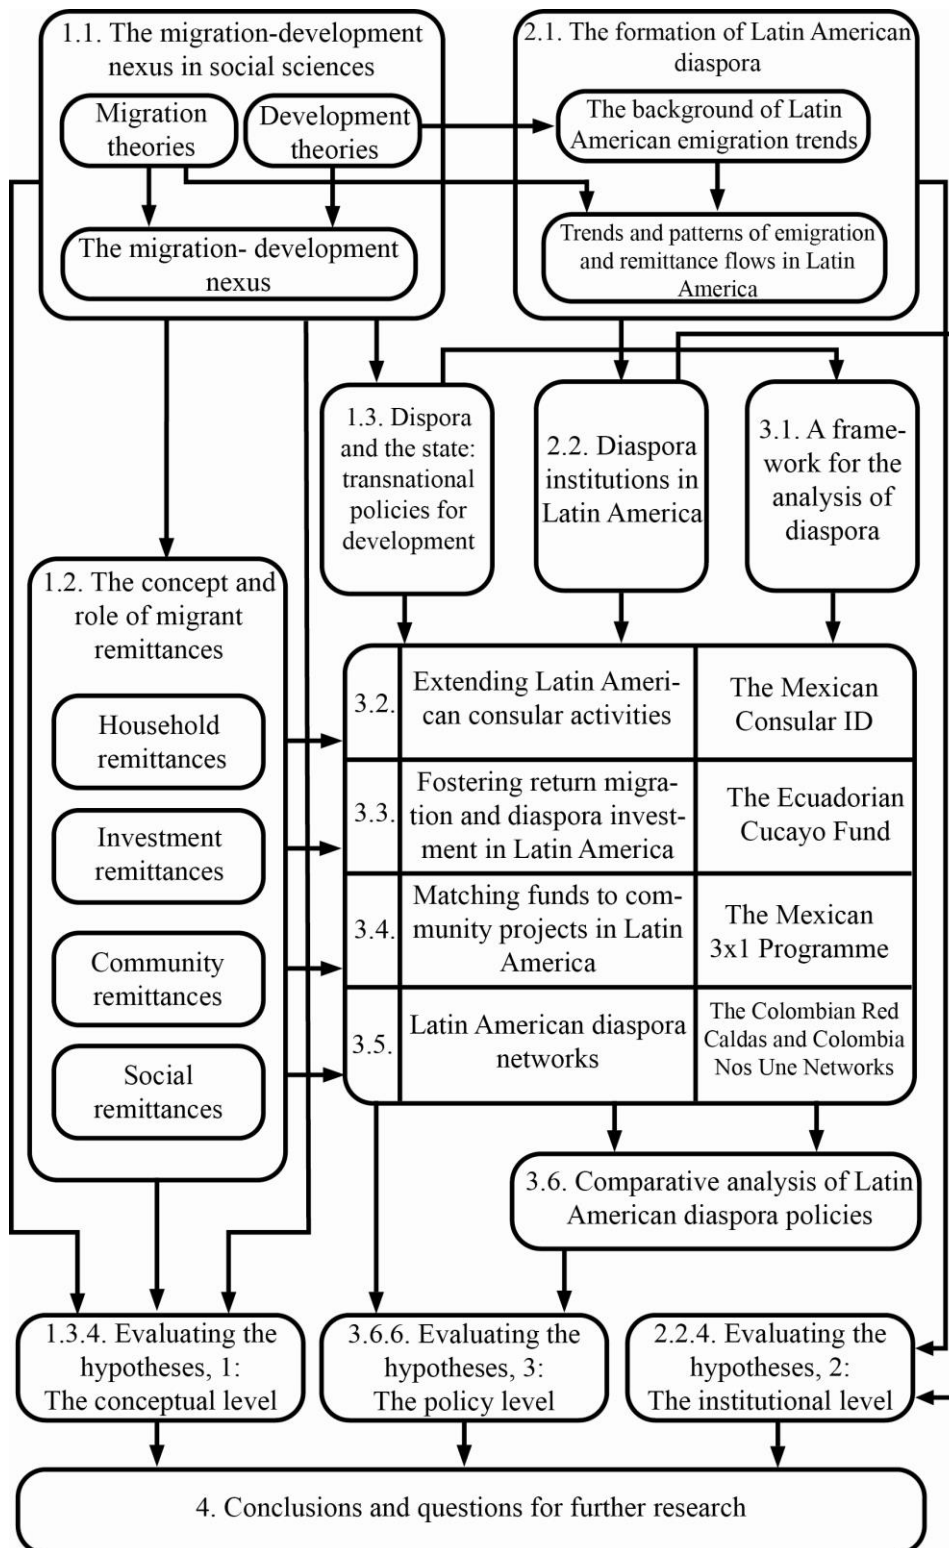 1.1. The migration-development
nexus in social sciences
Migration
theories
Development
theories
The migration- development
nexus
2.1. The formation of Latin American
diaspora
The background of Latin
American emigration trends
Trends and patterns of emigration
and remittance flows in Latin
America
1.3. Dispora
and the state:
transnational
policies for
development
2.2. Diaspora
institutions in
Latin America
3.1. A frame-
work for the
analysis of
diaspora
1.2. The concept and
role of migrant
remittances
Household
remittances
Investment
remittances
Community
remittances
Social
remittances
3.2.
Extending Latin Ameri-
can consular activities
The Mexican
Consular ID
3.3.
Fostering return migra-
tion and diaspora invest-
ment in Latin America
The Ecuadorian
Cucayo Fund
3.4.
Matching funds to com-
munity projects in Latin
America
The Mexican
3x1 Programme
3.5.
Latin American diaspora
networks
The Colombian Red
Caldas and Colombia
Nos Une Networks
3.6. Comparative analysis of Latin
American diaspora policies
1.3.4. Evaluating the
hypotheses, 1:
The conceptual level
3.6.6. Evaluating the
hypotheses, 3:
The policy level
2.2.4. Evaluating the
hypotheses, 2:
The institutional level
4. Conclusions and questions for further research